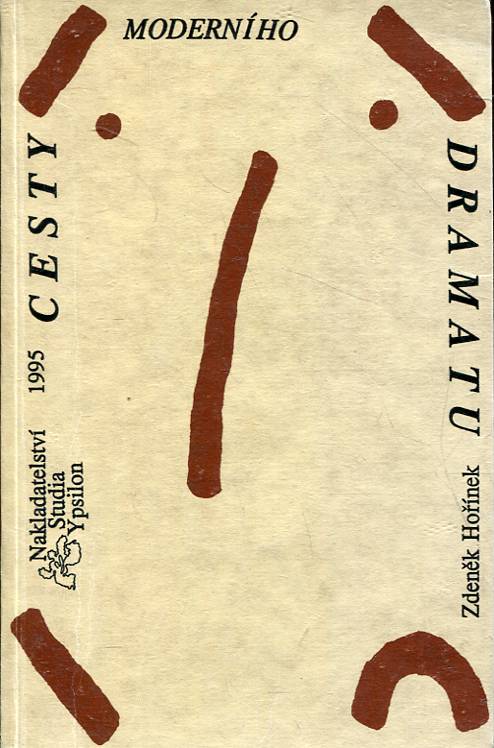 CESTY
MODERNÍHO
DRAMATU
Zdeněk Hořínek
Nakladatelství
Studia
Ypsilon
1995